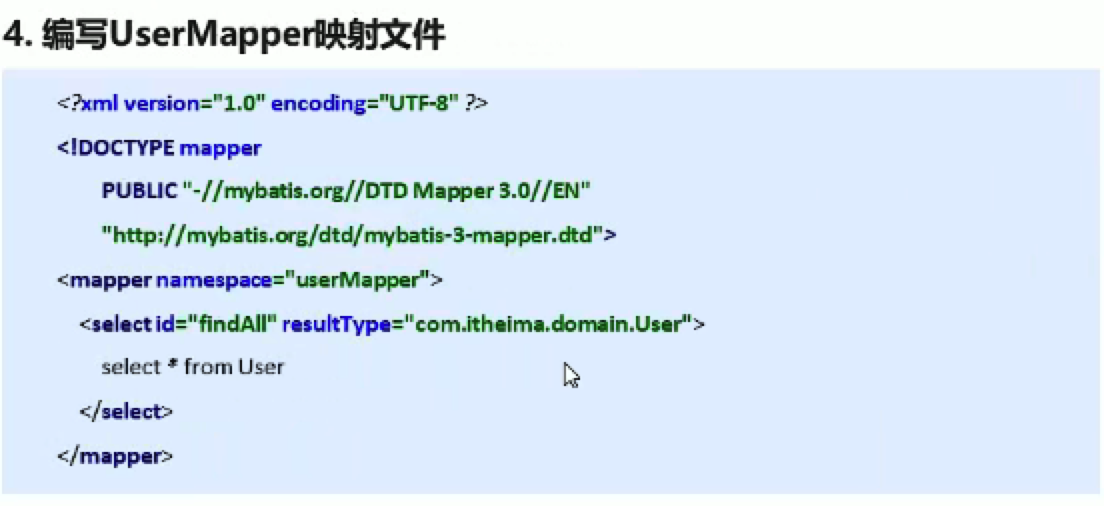 4. 编写UserMapper映射文件
<?xml version="1.0" encoding="UTF-8" ?>
<!DOCTYPE mapper
PUBLIC "-//mybatis.org//DTD Mapper 3.0//EN"
"http://mybatis.org/dtd/mybatis-3-mapper.dtd">
<mapper namespace="userMapper">
<select id="findAll" resultType="com.itheima.domain.User">
select * from User
</select>
</mapper>